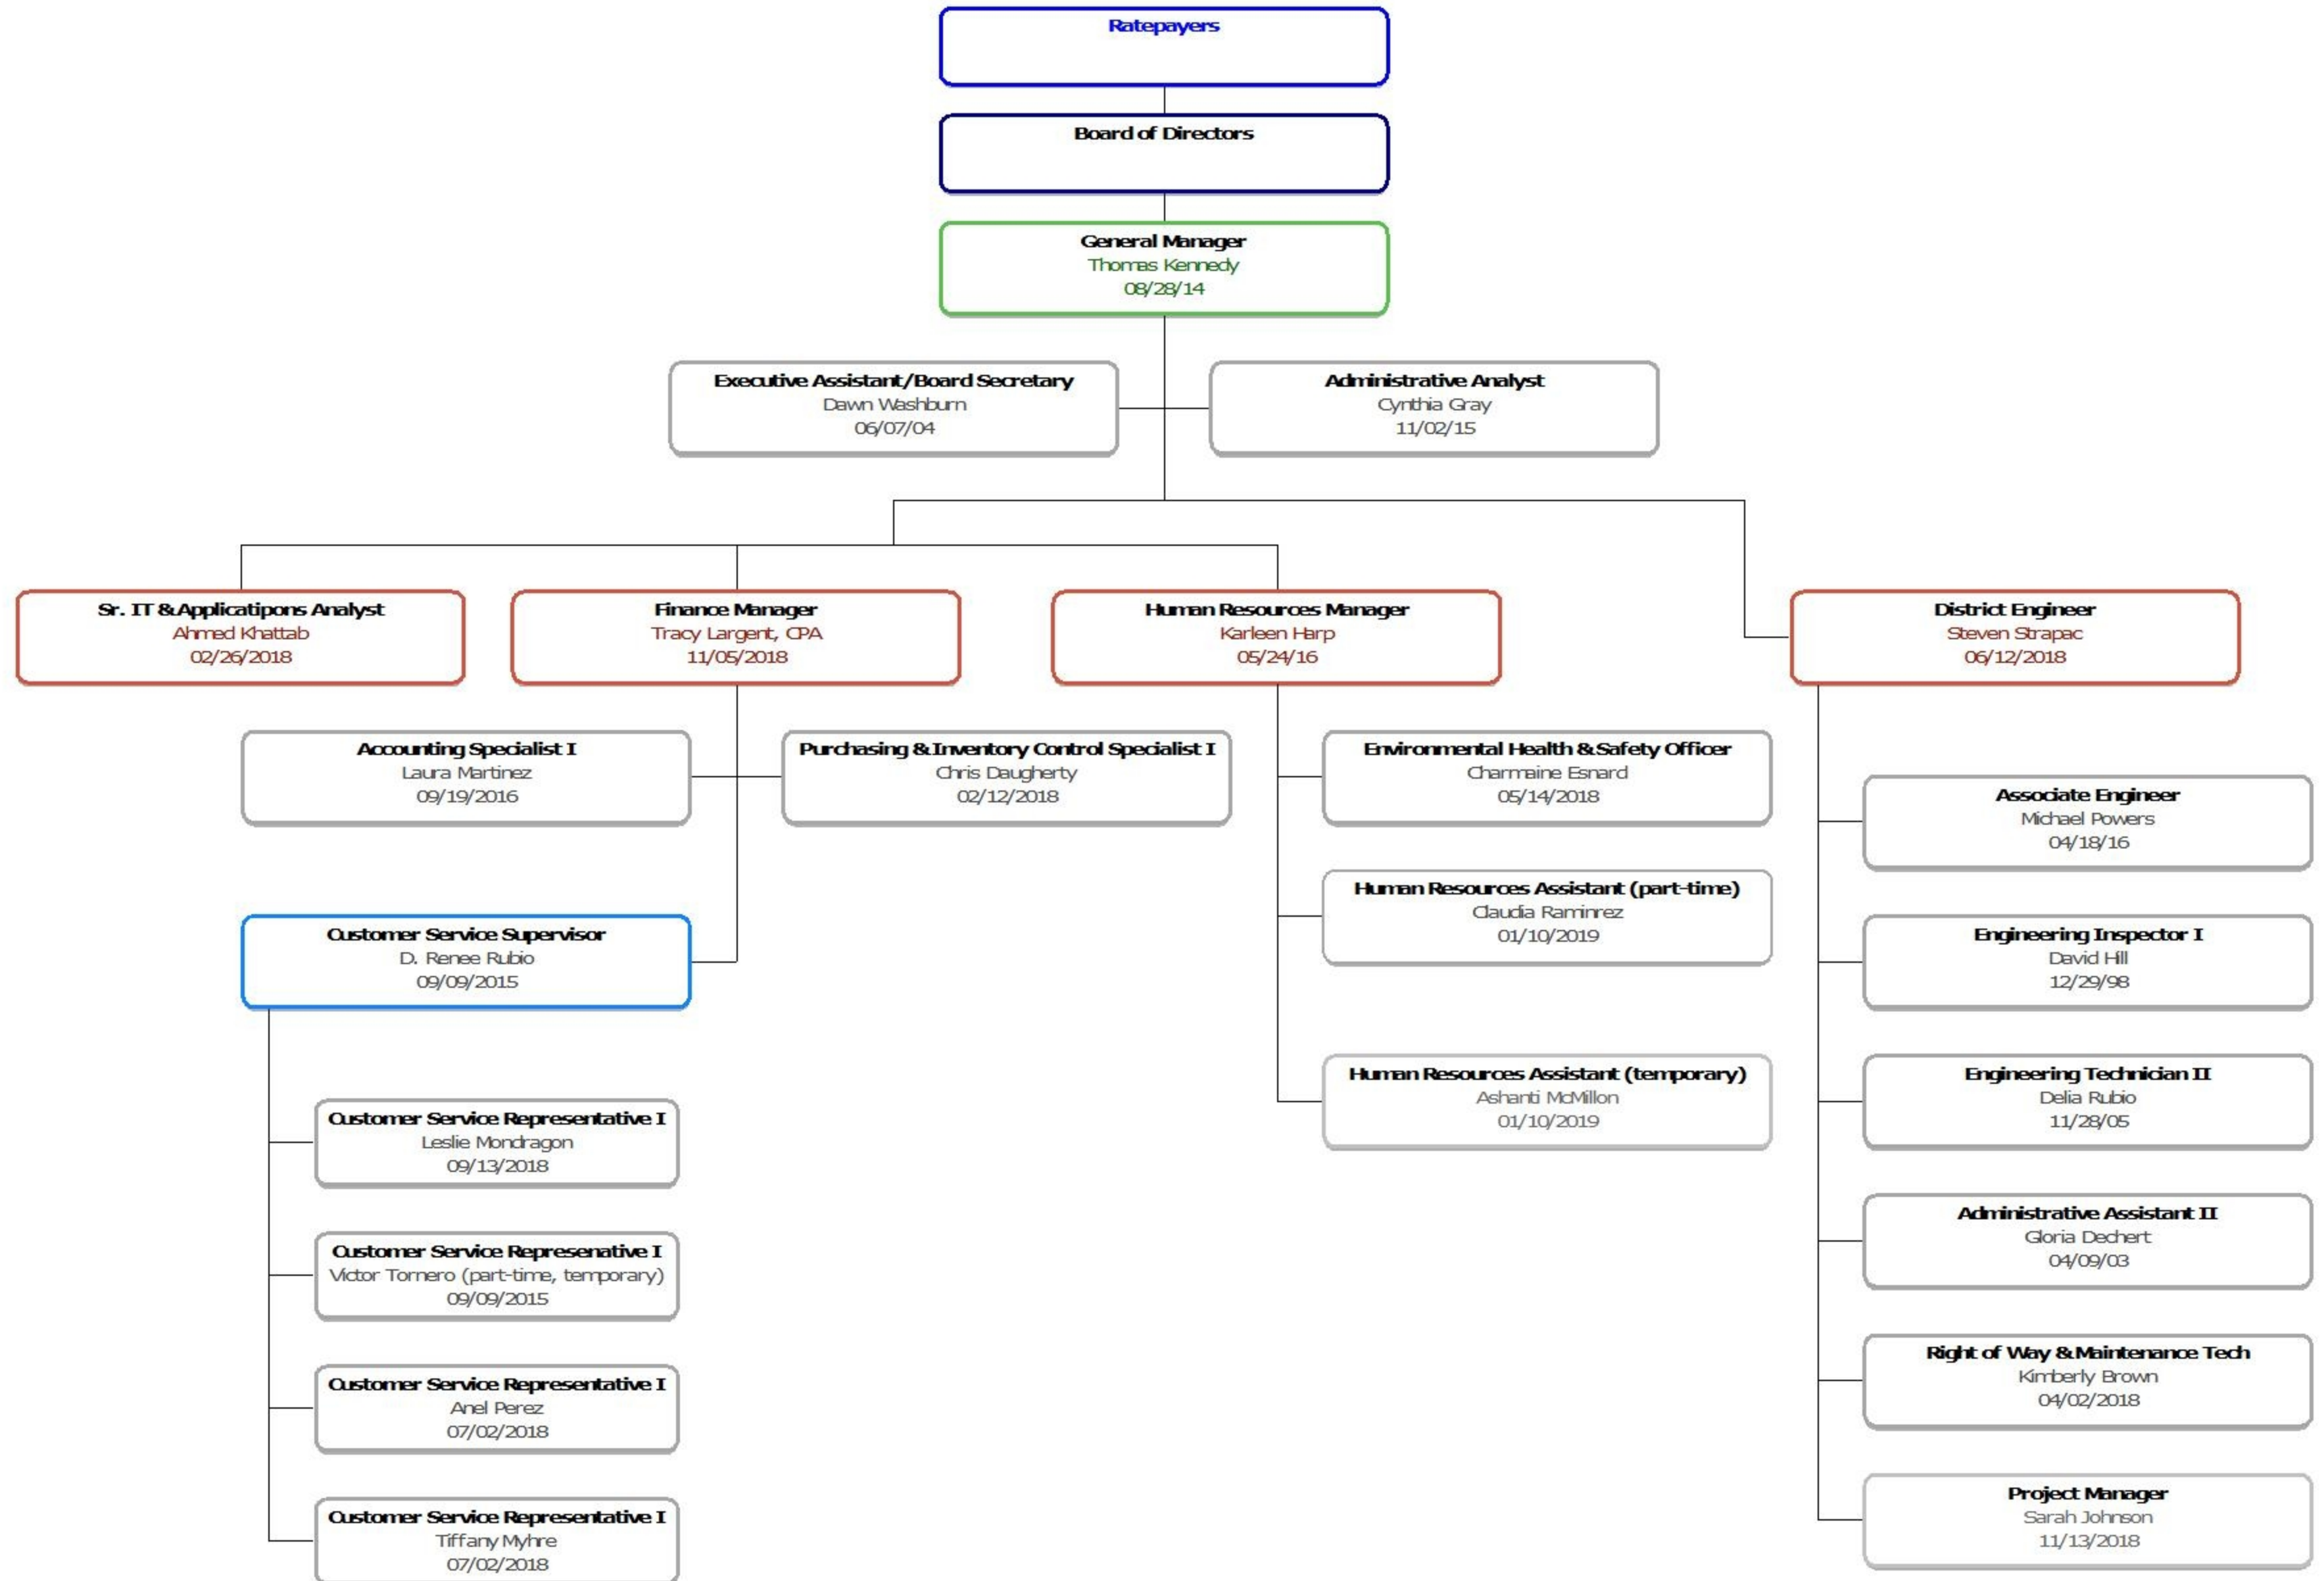 Ratepayers
Board of Directors
General Manager
Thomas Kennedy
08/28/14
Executive Assistant/Board Secretary
Dawn Washburn
06/07/04
Administrative Analyst
Cynthia Gray
11/02/15
Sr. IT & Applicatipons Analyst
Ahmed Khattab
02/26/2018
Finance Manager
Tracy Largent, CPA
11/05/2018
Human Resources Manager
Karleen Harp
05/24/16
District Engineer
Steven Strapac
06/12/2018
Accounting Specialist I
Laura Martinez
09/19/2016
Purchasing & Inventory Control Specialist I
Chris Daugherty
02/12/2018
Customer Service Supervisor
D. Renee Rubio
09/09/2015
Customer Service Representative I
Leslie Mondragon
09/13/2018
Customer Service Represenative I
Victor Tornero (part-time, temporary)
09/09/2015
Customer Service Representative I
Anel Perez
07/02/2018
Customer Service Representative I
Tiffany Myhre
07/02/2018
Environmental Health & Safety Officer
Charmaine Esnard
05/14/2018
Human Resources Assistant (part-time)
Claudia Raminrez
01/10/2019
Human Resources Assistant (temporary)
Ashanti McMillon
01/10/2019
Associate Engineer
Michael Powers
04/18/16
Engineering Inspector I
David Hill
12/29/98
Engineering Technician II
Delia Rubio
11/28/05
Administrative Assistant II
Gloria Dechert
04/09/03
Right of Way & Maintenance Tech
Kimberly Brown
04/02/2018
Project Manager
Sarah Johnson
11/13/2018